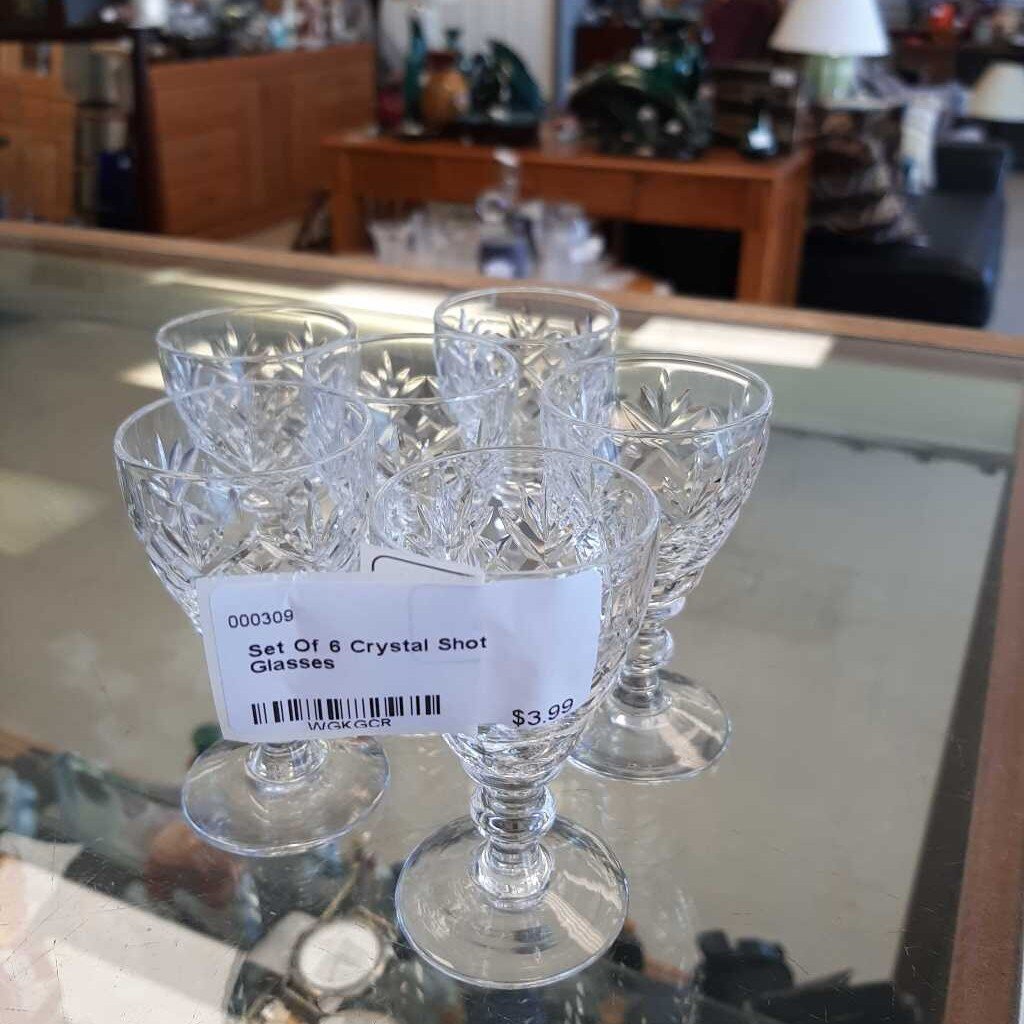 000309
Set Of 6 Crystal Shot
Glasses
WGKGCR
$3.99